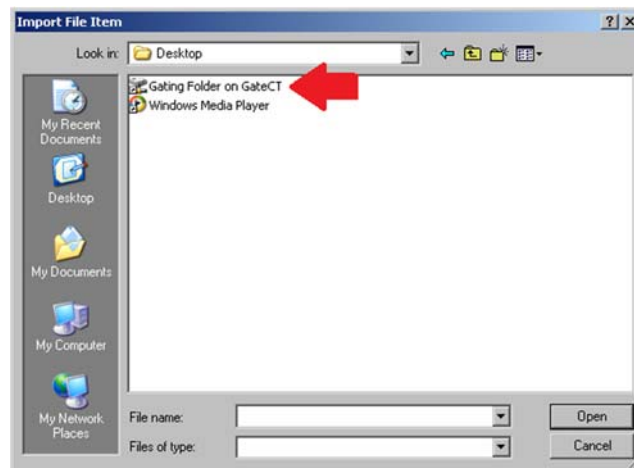 Import File Item
Look in: Desktop
Gating Folder on GateCT
Windows Media Player
My Recent
Documents
Desktop
My Documents
My Computer
My Network
Places
File name:
Open
Files of type:
Cancel